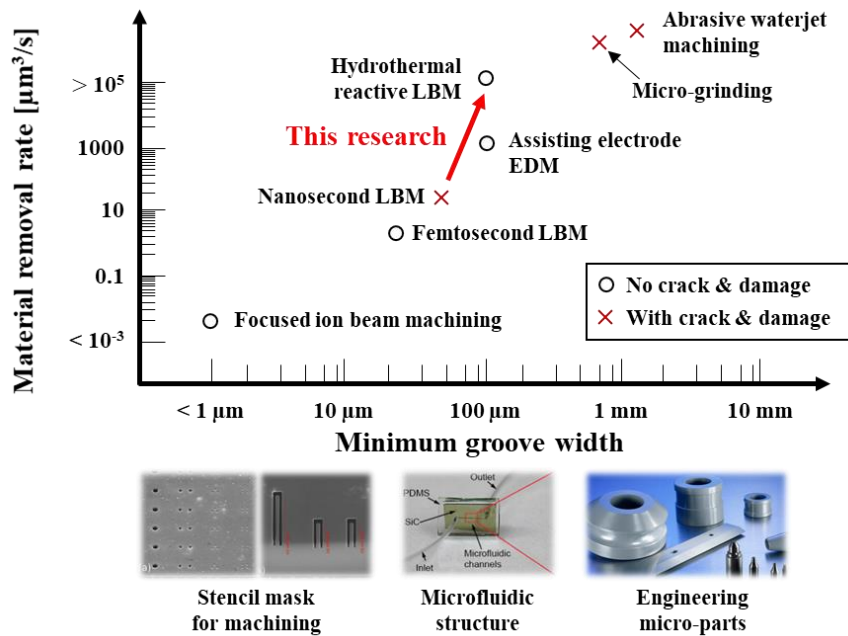 Material removal rate [µm³/s]
> 10⁵
1000
10
0.1
< 10⁻³
Hydrothermal
reactive LBM
Abrasive waterjet
machining
Micro-grinding
This research
Assisting electrode
EDM
Nanosecond LBM
Femtosecond LBM
Focused ion beam machining
No crack & damage
With crack & damage
< 1 µm
10 µm
100 µm
1 mm
10 mm
Minimum groove width
a)
PDMS
Outlet
SiC
Microfluidic
channels
Inlet
Stencil mask
for machining
Microfluidic
structure
Engineering
micro-parts